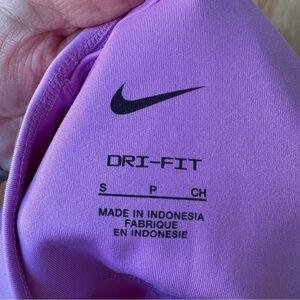 DRI-FIT
S P CH
MADE IN INDONESIA
FABRIQUE
EN INDONESIE